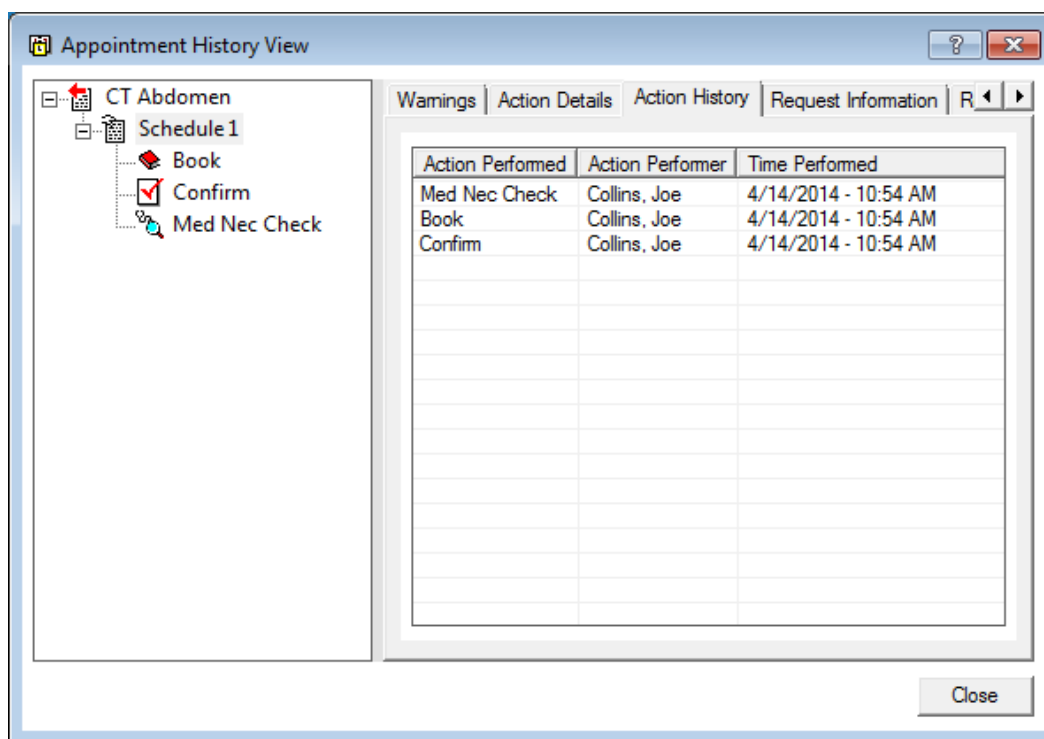 Appointment History View
CT Abdomen
Schedule 1
Book
Confirm
Med Nec Check
Warnings Action Details Action History Request Information R
Action Performed Action Performer Time Performed
Med Nec Check Collins, Joe 4/14/2014 - 10:54 AM
Book Collins, Joe 4/14/2014 - 10:54 AM
Confirm Collins, Joe 4/14/2014 - 10:54 AM
Close